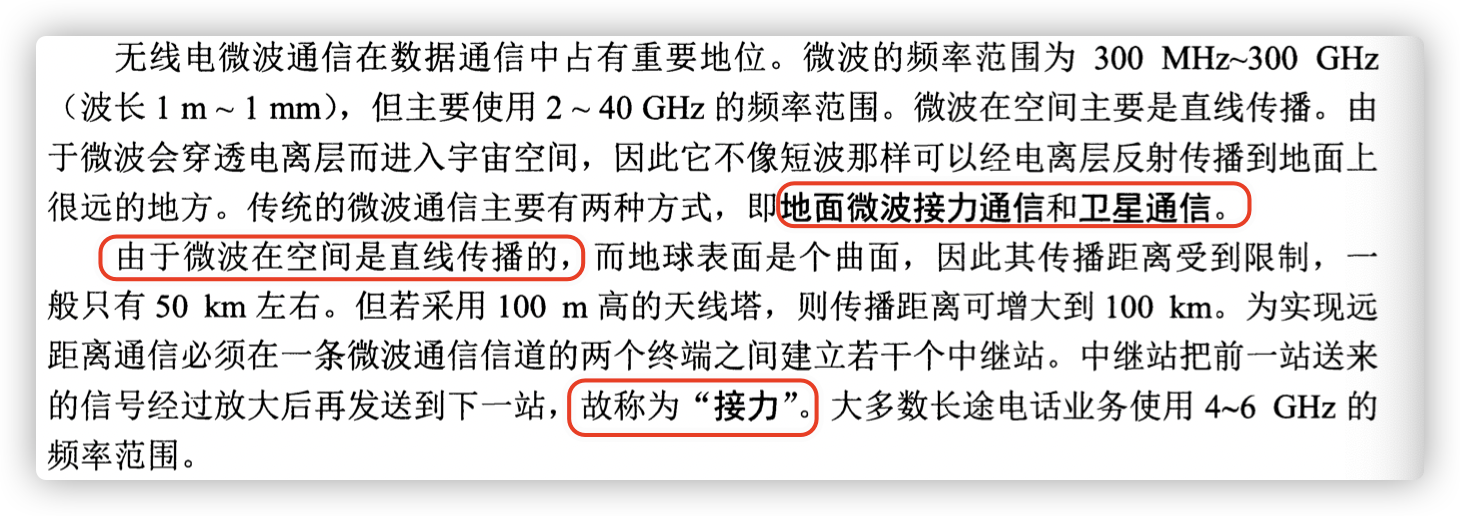 无线电微波通信在数据通信中占有重要地位。微波的频率范围为 300 MHz~300 GHz
（波长 1 m ~ 1 mm），但主要使用 2 ~ 40 GHz 的频率范围。微波在空间主要是直线传播。由
于微波会穿透电离层而进入宇宙空间，因此它不像短波那样可以经电离层反射传播到地面上
很远的地方。传统的微波通信主要有两种方式，即地面微波接力通信和卫星通信。
由于微波在空间是直线传播的，而地球表面是个曲面，因此其传播距离受到限制，一
般只有 50 km 左右。但若采用 100 m 高的天线塔，则传播距离可增大到 100 km。为实现远
距离通信必须在一条微波通信信道的两个终端之间建立若干个中继站。中继站把前一站送来
的信号经过放大后再发送到下一站，故称为“接力”。大多数长途电话业务使用 4~6 GHz 的
频率范围。